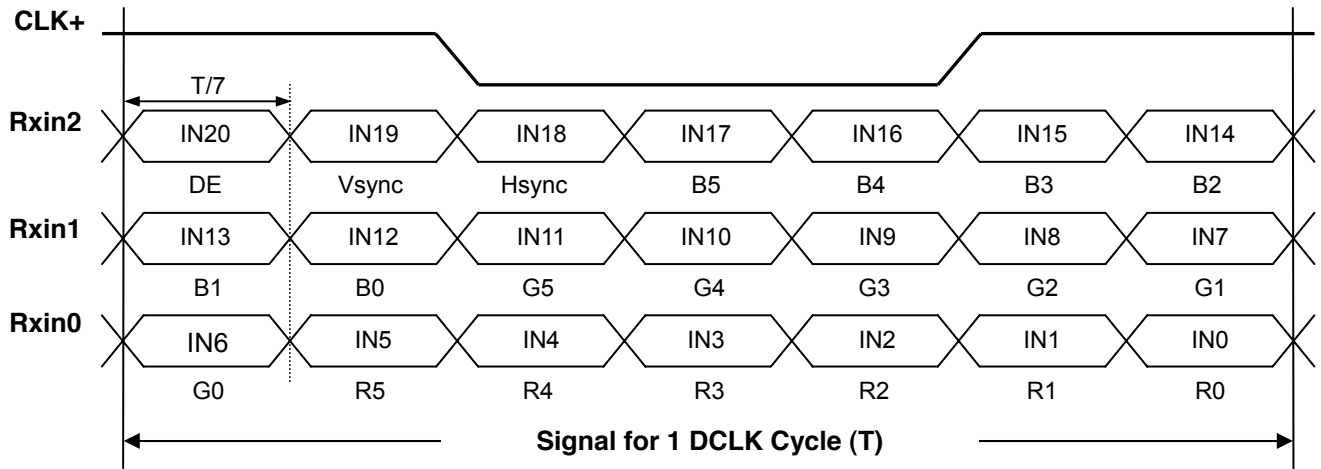 CLK+
T/7
Rxin2 IN20 IN19 IN18 IN17 IN16 IN15 IN14
DE Vsync Hsync B5 B4 B3 B2
Rxin1 IN13 IN12 IN11 IN10 IN9 IN8 IN7
B1 B0 G5 G4 G3 G2 G1
Rxin0 IN6 IN5 IN4 IN3 IN2 IN1 IN0
G0 R5 R4 R3 R2 R1 R0
Signal for 1 DCLK Cycle (T)